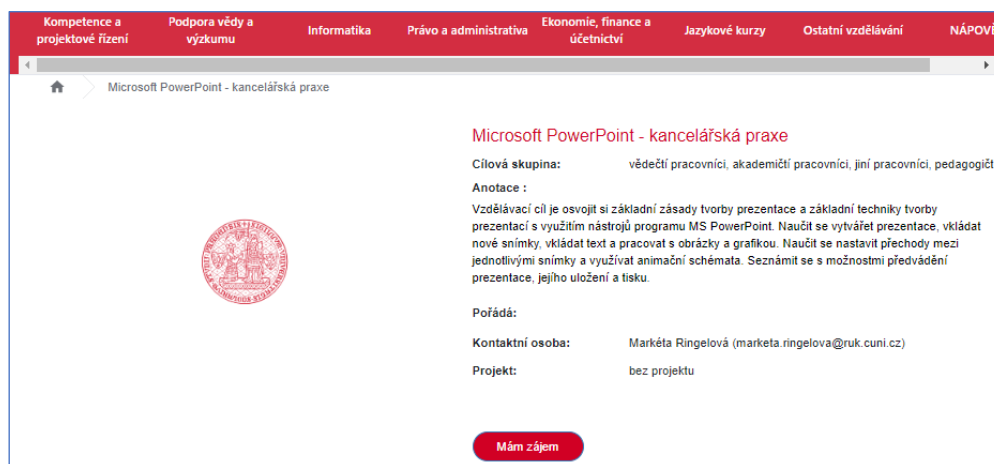 Kompetence a projektové řízení
Podpora vědy a výzkumu
Informatika
Právo a administrativa
Ekonomie, finance a účetnictví
Jazykové kurzy
Ostatní vzdělávání
NÁPOVĚ
Microsoft PowerPoint - kancelářská praxe
Microsoft PowerPoint - kancelářská praxe
Cílová skupina: vědečtí pracovníci, akademičtí pracovníci, jiní pracovníci, pedagogičt
Anotace :
Vzdělávací cíl je osvojit si základní zásady tvorby prezentace a základní techniky tvorby
prezentací s využitím nástrojů programu MS PowerPoint. Naučit se vytvářet prezentace, vkládat
nové snímky, vkládat text a pracovat s obrázky a grafikou. Naučit se nastavit přechody mezi
jednotlivými snímky a využívat animační schémata. Seznámit se s možnostmi předvádění
prezentace, jejího uložení a tisku.
Pořádá:
Kontaktní osoba: Markéta Ringelová (marketa.ringelova@ruk.cuni.cz)
Projekt: bez projektu
Mám zájem